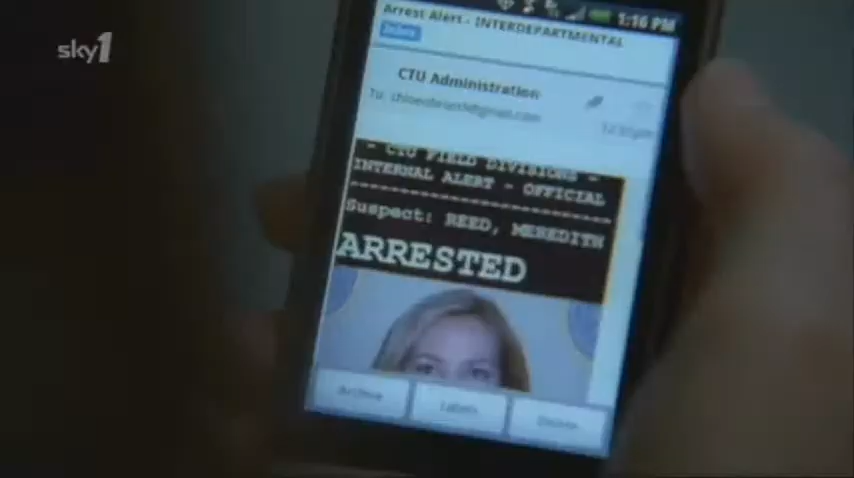 sky1
1:16 PM
Arrest Alert - INTERDEPARTMENTAL
Inbox
CTU Administration
To:
- CTU FIELD DIVISIONS -
INTERNAL ALERT - OFFICIAL
Suspect: REED, MEREDITH
ARRESTED
Archive
Labels
Delete